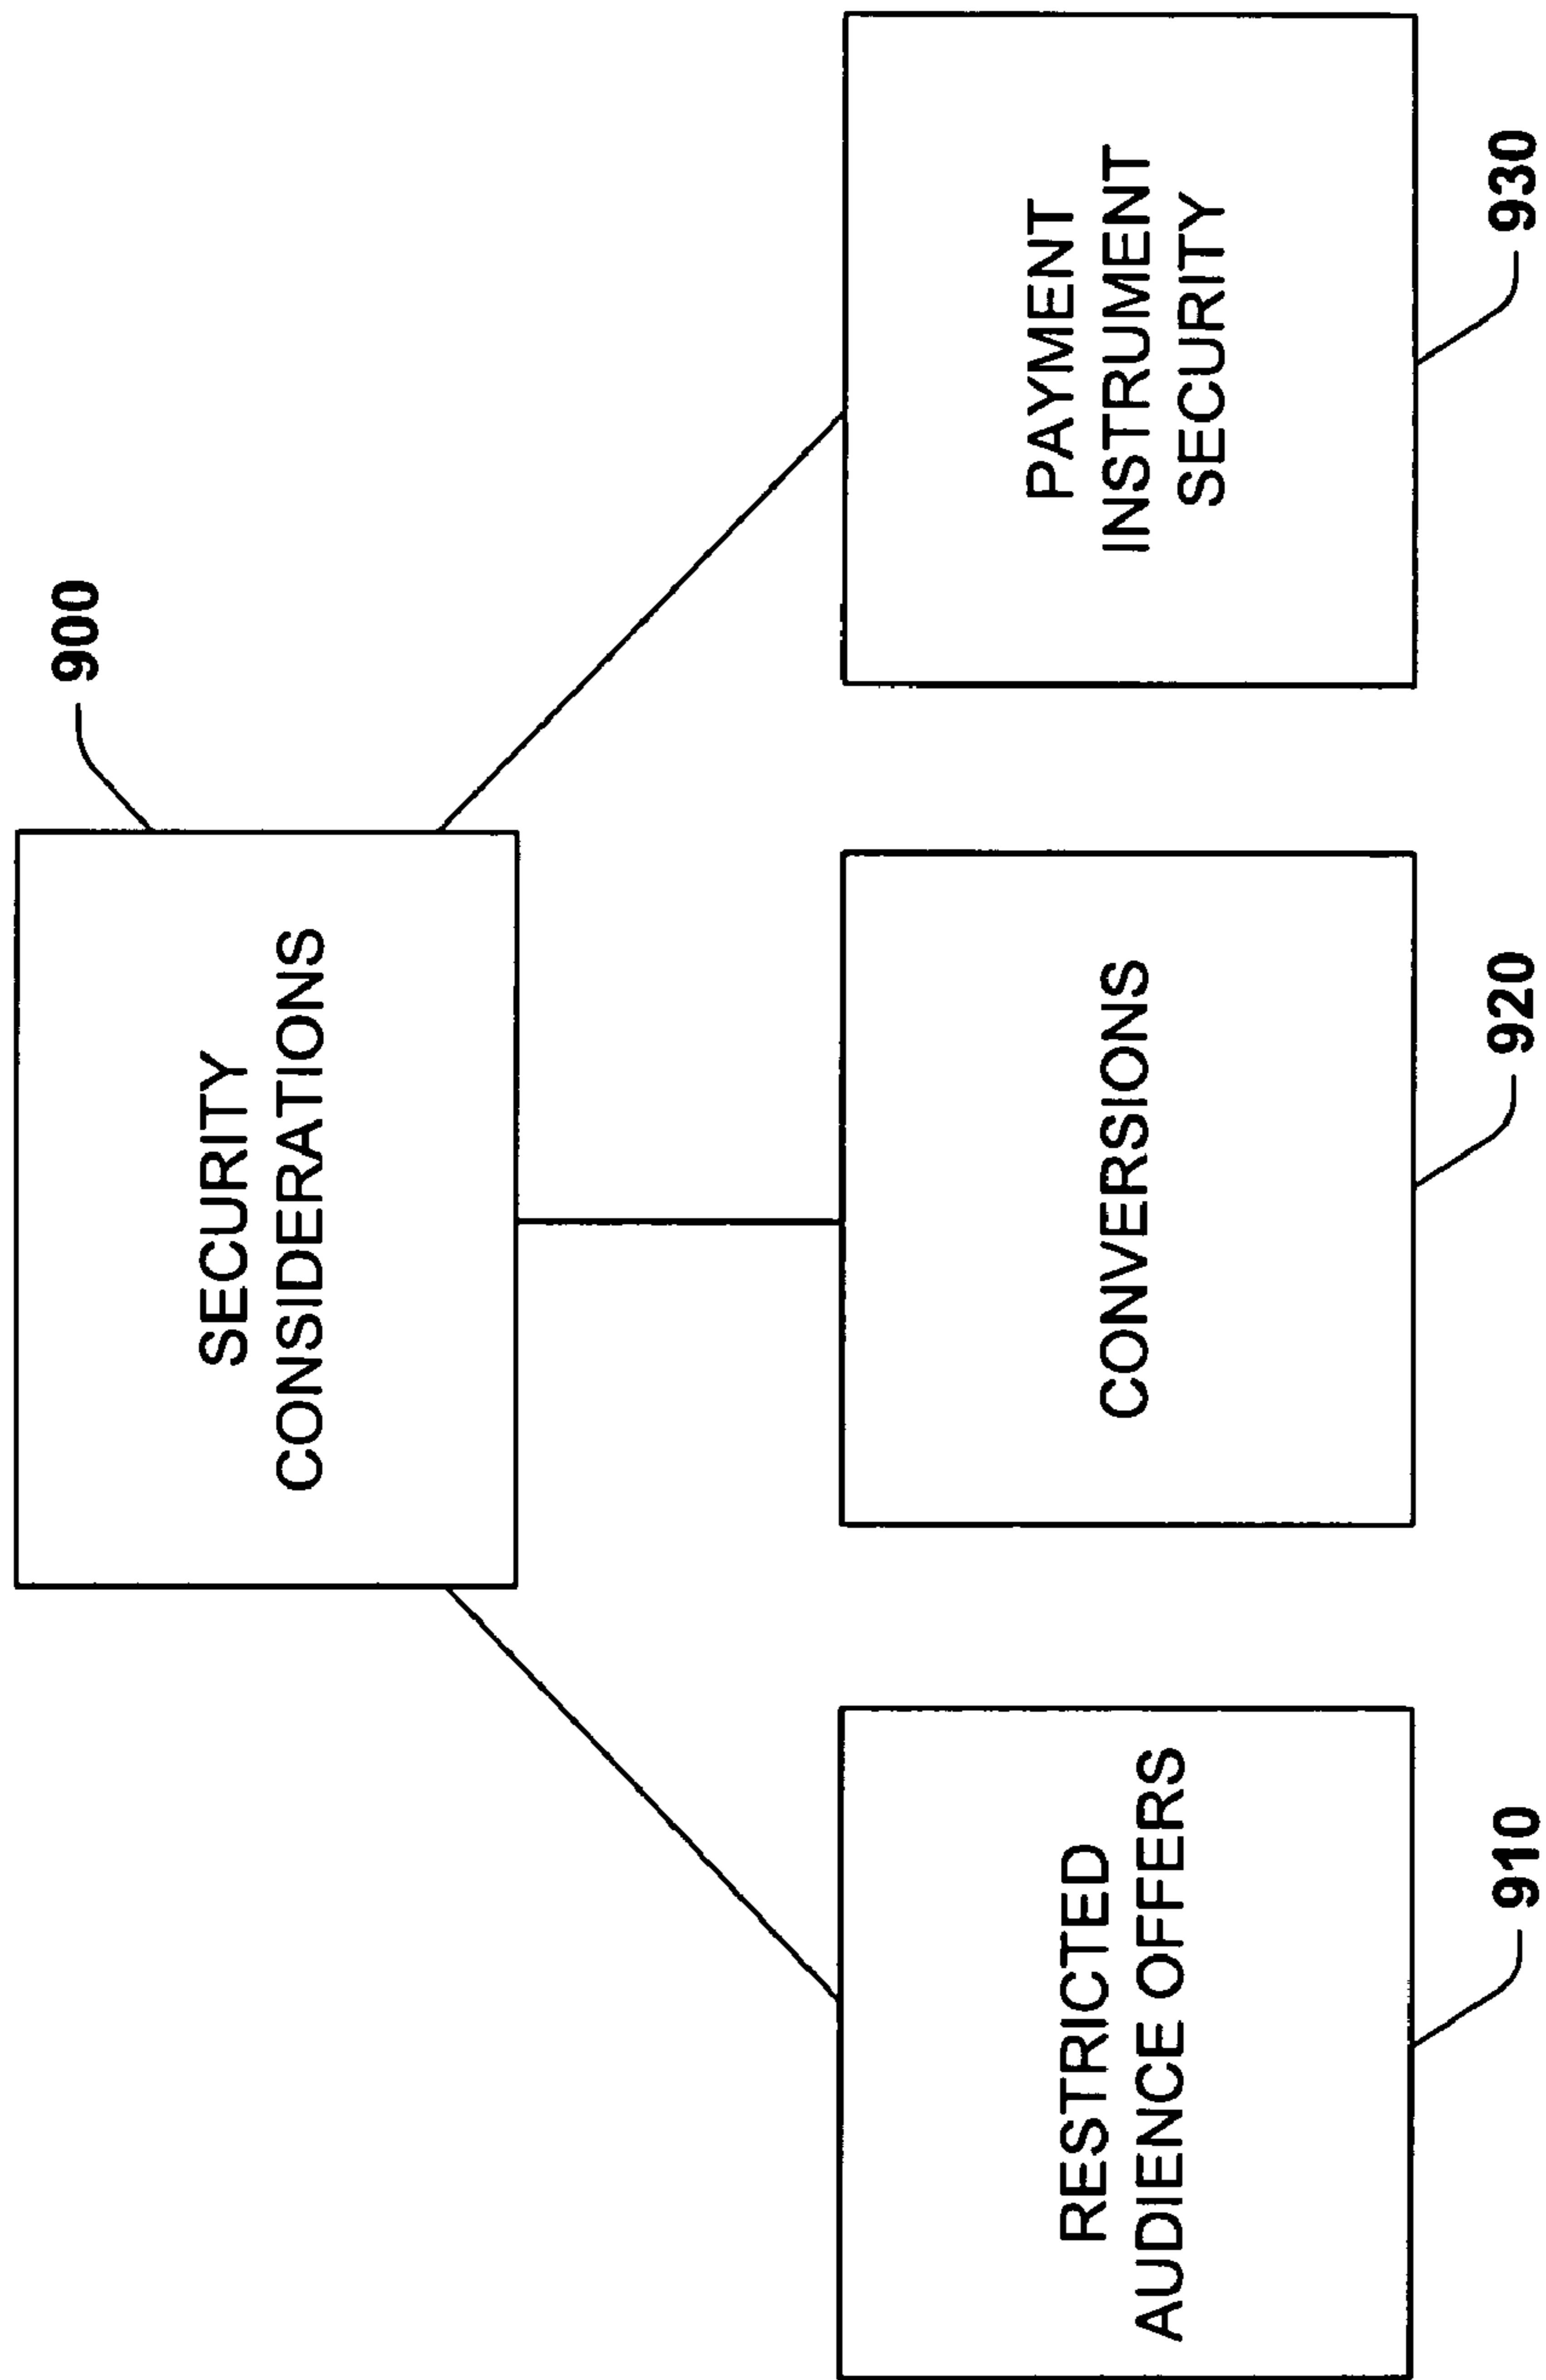 900
SECURITY
CONSIDERATIONS
RESTRICTED
AUDIENCE OFFERS
910
CONVERSIONS
920
PAYMENT
INSTRUMENT
SECURITY
930